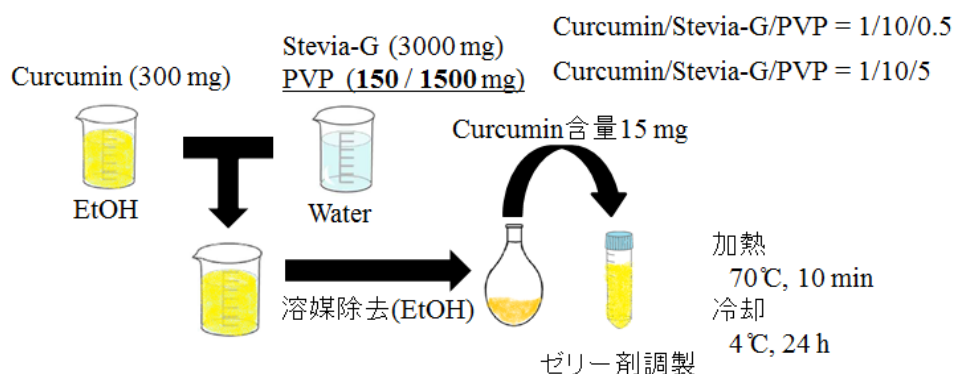 Curcumin (300 mg)
EtOH
Stevia-G (3000 mg)
PVP (150 / 1500 mg)
Water
Curcumin/Stevia-G/PVP = 1/10/0.5
Curcumin/Stevia-G/PVP = 1/10/5
Curcumin含量15 mg
溶媒除去(EtOH)
加熱
70℃, 10 min
冷却
4℃, 24 h
ゼリー剤調製